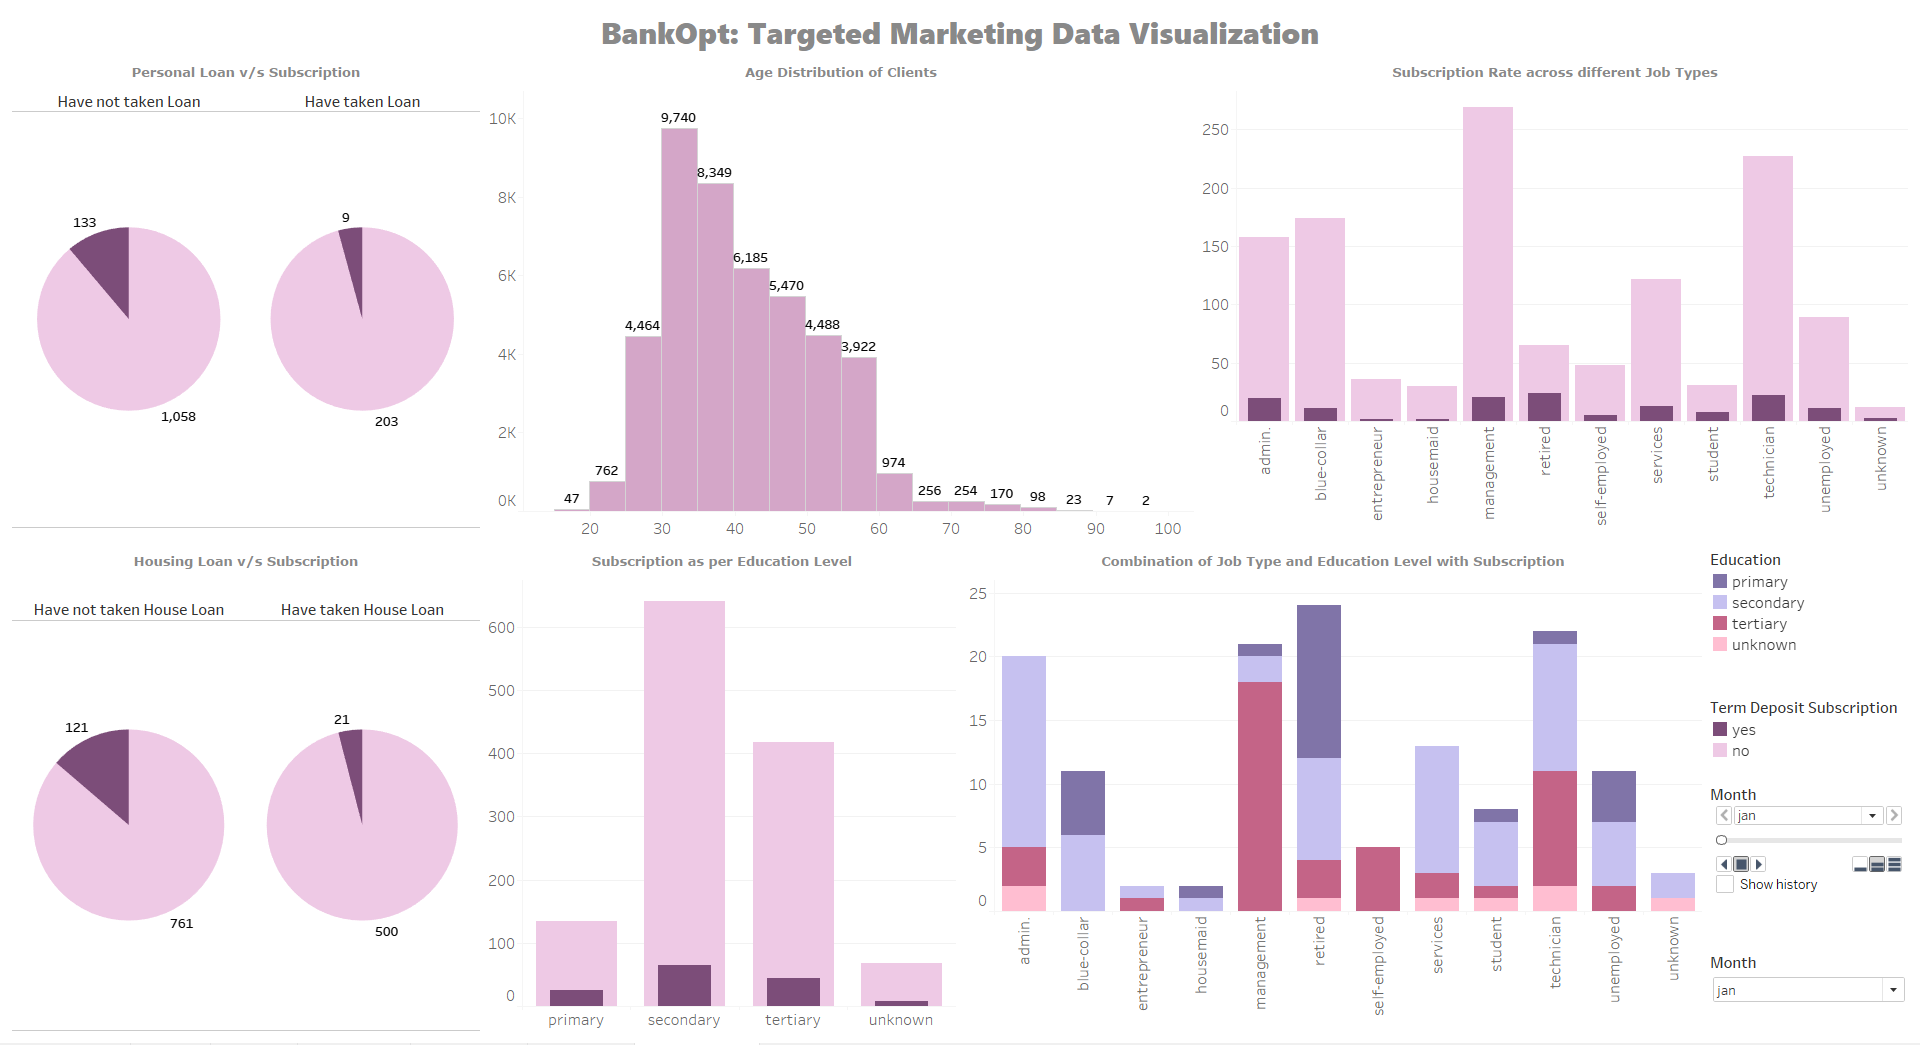 BankOpt: Targeted Marketing Data Visualization
Personal Loan v/s Subscription
Have not taken Loan
Have taken Loan
133
1,058
9
203
Age Distribution of Clients
10K
8K
6K
4K
2K
0K
47
762
4,464
9,740
8,349
6,185
5,470
4,488
3,922
974
256
254
170
98
23
7
2
20
30
40
50
60
70
80
90
100
Subscription Rate across different Job Types
250
200
150
100
50
0
admin.
blue-collar
entrepreneur
housemaid
management
retired
self-employed
services
student
technician
unemployed
unknown
Housing Loan v/s Subscription
Have not taken House Loan
Have taken House Loan
121
761
21
500
Subscription as per Education Level
600
500
400
300
200
100
0
primary
secondary
tertiary
unknown
Combination of Job Type and Education Level with Subscription
25
20
15
10
5
0
admin.
blue-collar
entrepreneur
housemaid
management
retired
self-employed
services
student
technician
unemployed
unknown
Education
primary
secondary
tertiary
unknown
Term Deposit Subscription
yes
no
Month
jan
Show history
Month
jan